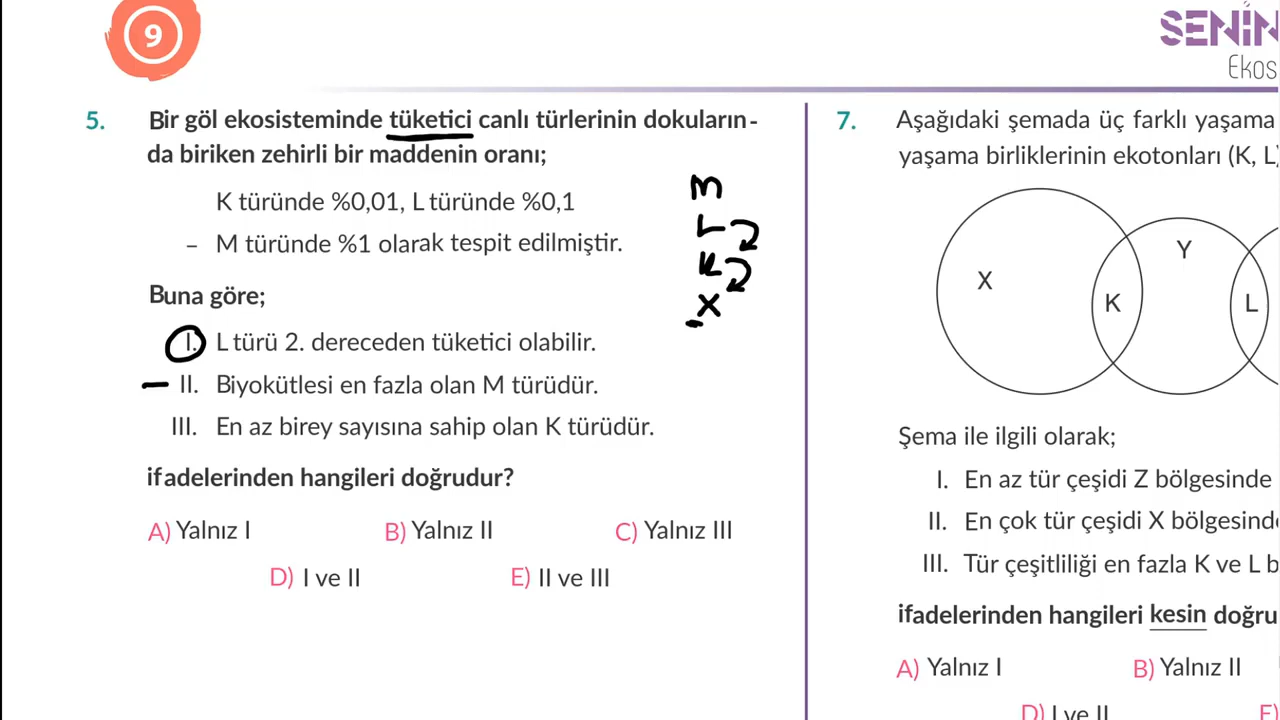 9
SENİN
Ekos
5. Bir göl ekosisteminde tüketici canlı türlerinin dokuların-
da biriken zehirli bir maddenin oranı;
K türünde %0,01, L türünde %0,1
– M türünde %1 olarak tespit edilmiştir.
Buna göre;
I. L türü 2. dereceden tüketici olabilir.
II. Biyokütlesi en fazla olan M türüdür.
III. En az birey sayısına sahip olan K türüdür.
ifadelerinden hangileri doğrudur?
A) Yalnız I B) Yalnız II C) Yalnız III
D) I ve II E) II ve III
M
L
K
X
7. Aşağıdaki şemada üç farklı yaşama
yaşama birliklerinin ekotonları (K, L)
X K Y L
Şema ile ilgili olarak;
I. En az tür çeşidi Z bölgesinde
II. En çok tür çeşidi X bölgesind
III. Tür çeşitliliği en fazla K ve L b
ifadelerinden hangileri kesin doğru
A) Yalnız I B) Yalnız II
D) I ve II E)